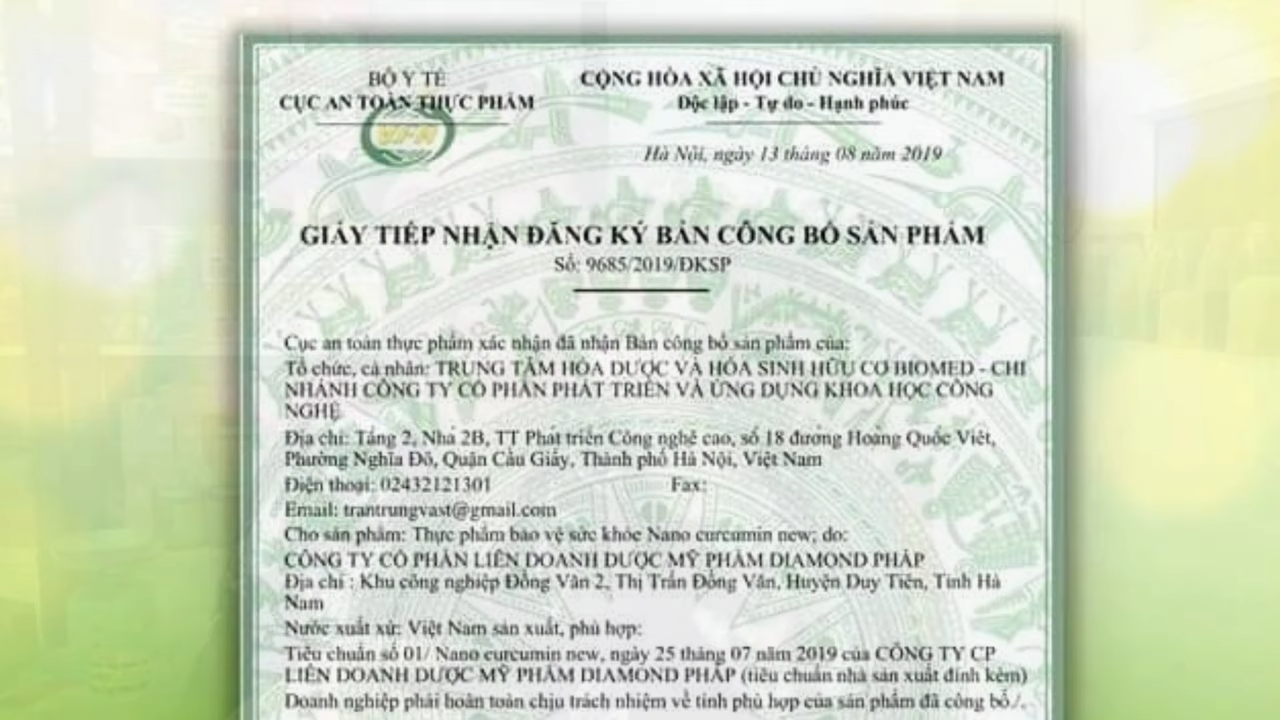 BỘ Y TẾ
CỤC AN TOÀN THỰC PHẨM
VFA
CỘNG HÒA XÃ HỘI CHỦ NGHĨA VIỆT NAM
Độc lập - Tự do - Hạnh phúc
Hà Nội, ngày 13 tháng 08 năm 2019
GIẤY TIẾP NHẬN ĐĂNG KÝ BẢN CÔNG BỐ SẢN PHẨM
Số: 9685/2019/ĐKSP
Cục an toàn thực phẩm xác nhận đã nhận Bản công bố sản phẩm của:
Tổ chức, cá nhân: TRUNG TÂM HÓA DƯỢC VÀ HÓA SINH HỮU CƠ BIOMED - CHI
NHÁNH CÔNG TY CỔ PHẦN PHÁT TRIỂN VÀ ỨNG DỤNG KHOA HỌC CÔNG
NGHỆ
Địa chỉ: Tầng 2, Nhà 2B, TT Phát triển Công nghệ cao, số 18 đường Hoàng Quốc Việt,
Phường Nghĩa Đô, Quận Cầu Giấy, Thành phố Hà Nội, Việt Nam
Điện thoại: 02432121301 Fax:
Email: trantrungvast@gmail.com
Cho sản phẩm: Thực phẩm bảo vệ sức khỏe Nano curcumin new; do:
CÔNG TY CỔ PHẦN LIÊN DOANH DƯỢC MỸ PHẨM DIAMOND PHÁP
Địa chỉ : Khu công nghiệp Đồng Văn 2, Thị Trấn Đồng Văn, Huyện Duy Tiên, Tỉnh Hà
Nam
Nước xuất xứ: Việt Nam sản xuất, phù hợp:
Tiêu chuẩn số 01/ Nano curcumin new, ngày 25 tháng 07 năm 2019 của CÔNG TY CP
LIÊN DOANH DƯỢC MỸ PHẨM DIAMOND PHÁP (tiêu chuẩn nhà sản xuất đính kèm)
Doanh nghiệp phải hoàn toàn chịu trách nhiệm về tính phù hợp của sản phẩm đã công bố./.